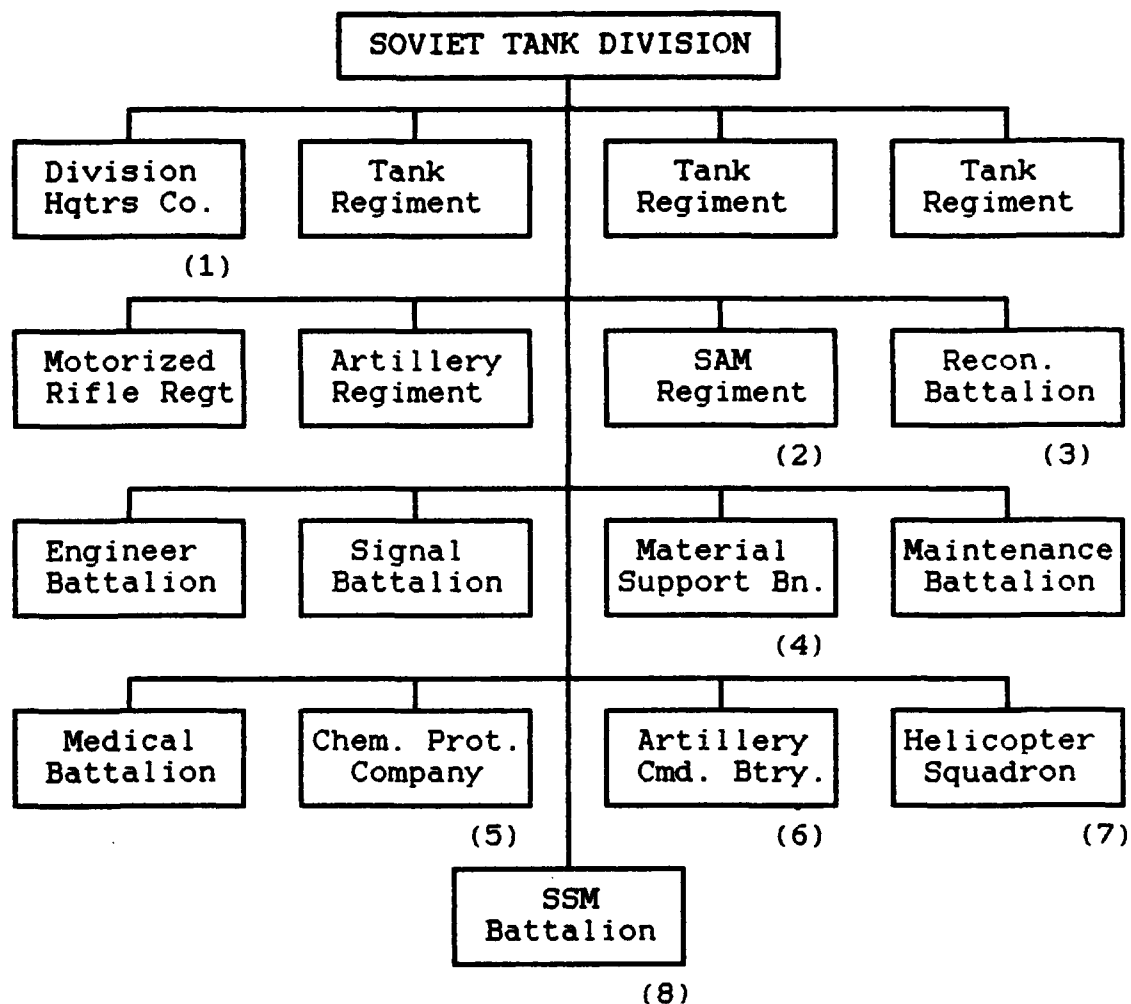 SOVIET TANK DIVISION
Division
Hqtrs Co.
(1)
Tank
Regiment
Tank
Regiment
Tank
Regiment
Motorized
Rifle Regt
Artillery
Regiment
SAM
Regiment
(2)
Recon.
Battalion
(3)
Engineer
Battalion
Signal
Battalion
Material
Support Bn.
(4)
Maintenance
Battalion
Medical
Battalion
Chem. Prot.
Company
(5)
Artillery
Cmd. Btry.
(6)
Helicopter
Squadron
(7)
SSM
Battalion
(8)